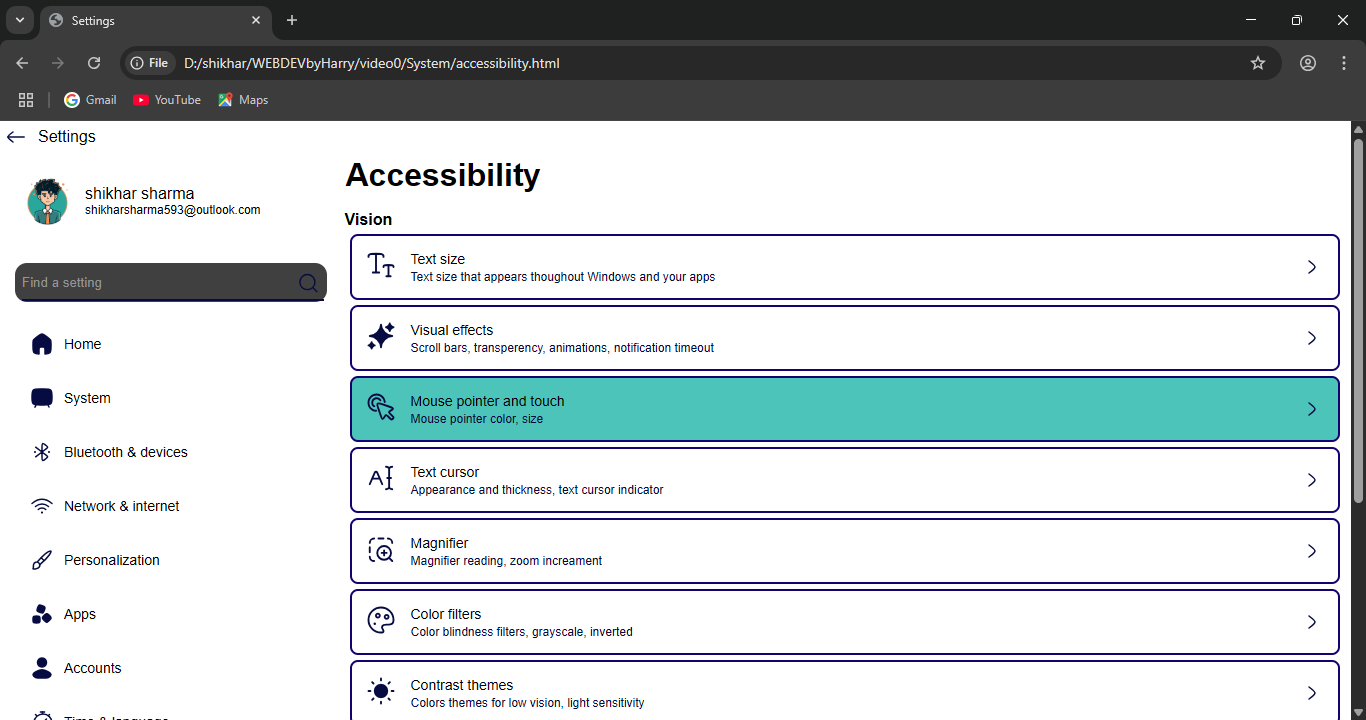 Settings
File
D:/shikhar/WEBDEVbyHarry/video0/System/accessibility.html
Gmail
YouTube
Maps
Settings
shikhar sharma
shikharsharma593@outlook.com
Find a setting
Home
System
Bluetooth & devices
Network & internet
Personalization
Apps
Accounts
Time & language
Accessibility
Vision
Text size
Text size that appears thoughout Windows and your apps
Visual effects
Scroll bars, transperency, animations, notification timeout
Mouse pointer and touch
Mouse pointer color, size
Text cursor
Appearance and thickness, text cursor indicator
Magnifier
Magnifier reading, zoom increament
Color filters
Color blindness filters, grayscale, inverted
Contrast themes
Colors themes for low vision, light sensitivity